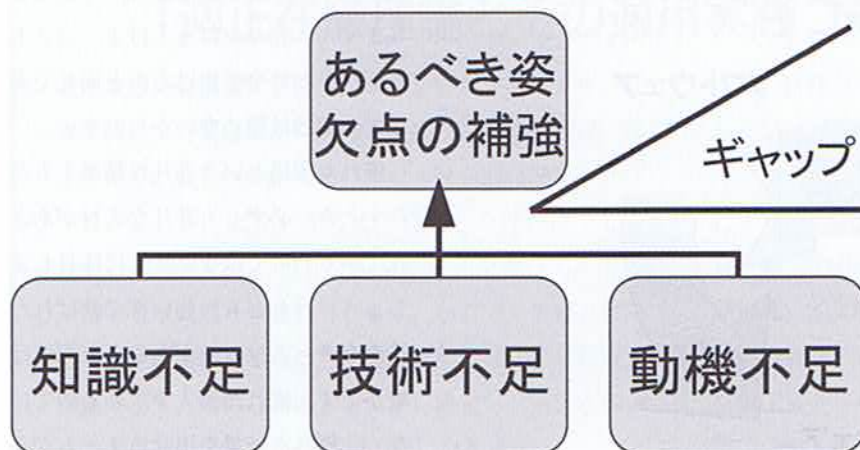 あるべき姿
欠点の補強
ギャップ
知識不足
技術不足
動機不足